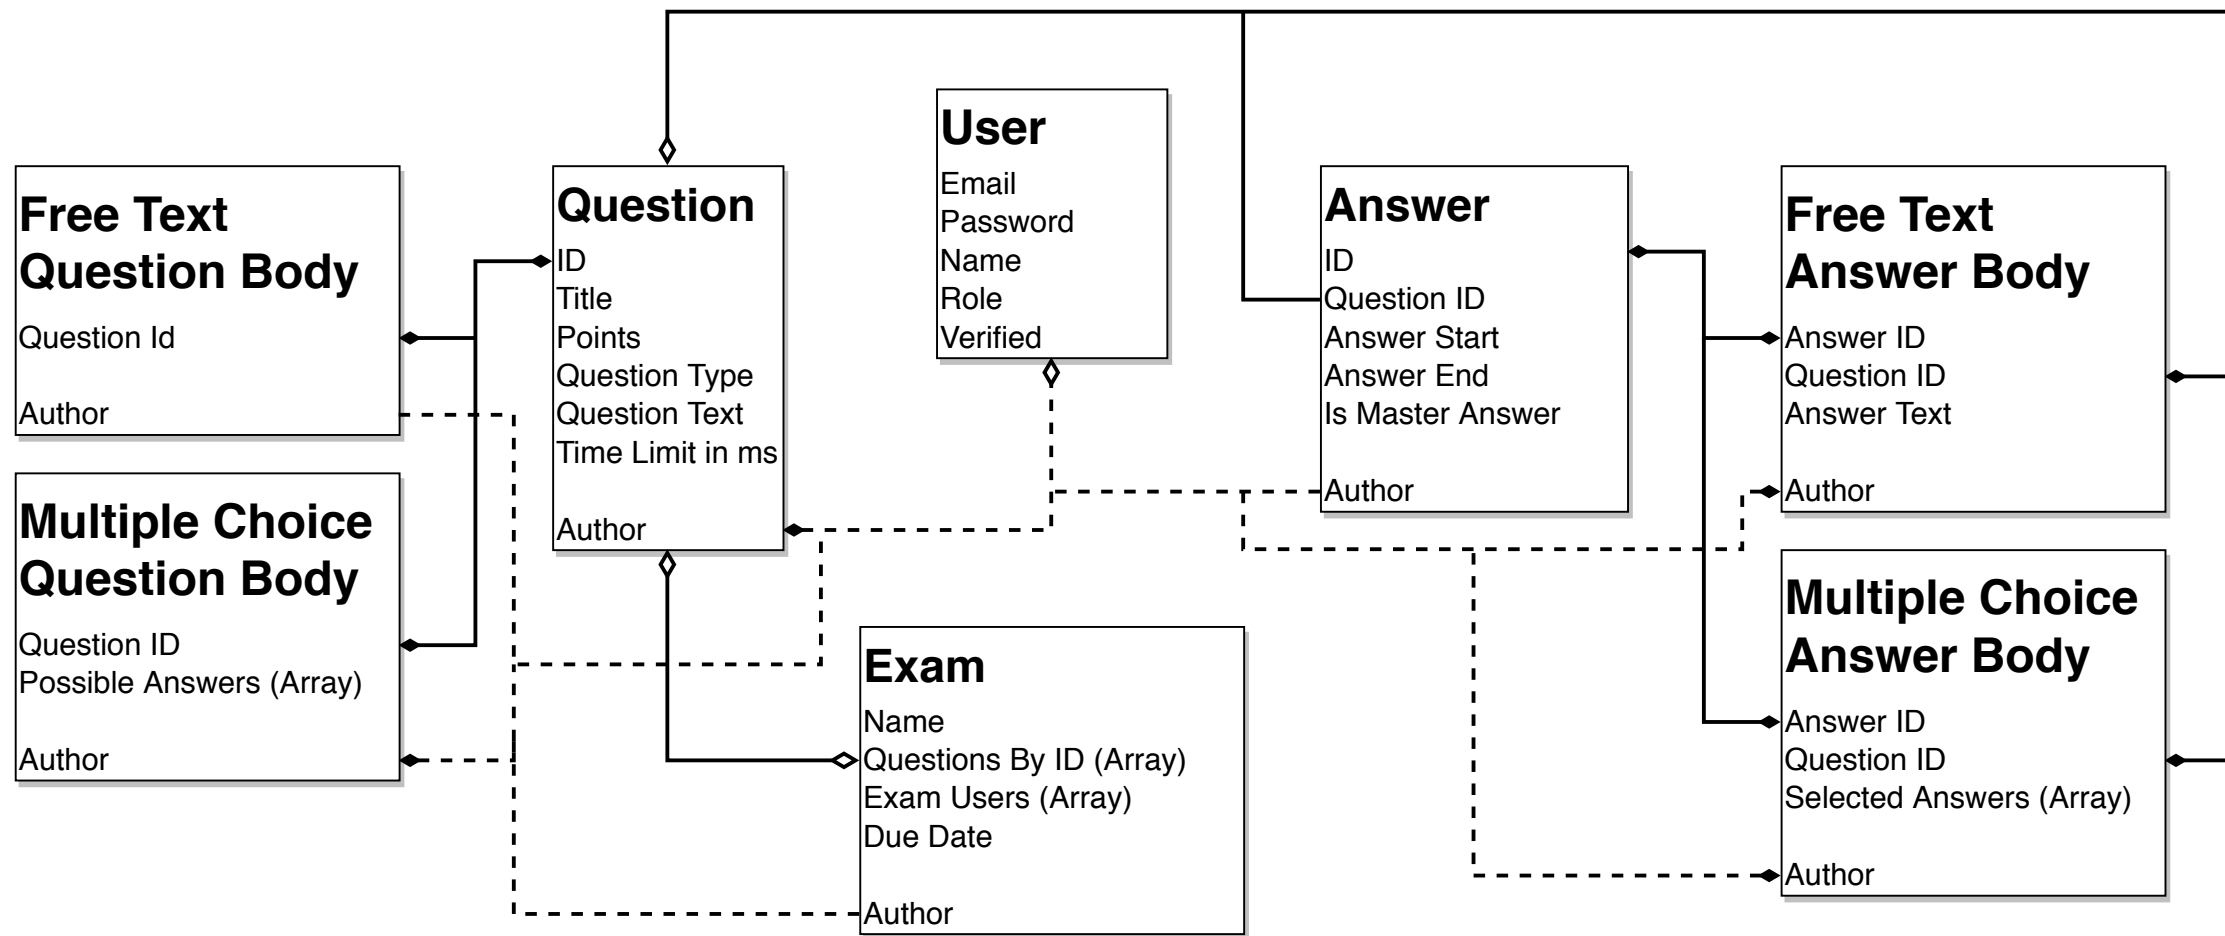 Free Text
Question Body
Question Id
Author
Multiple Choice
Question Body
Question ID
Possible Answers (Array)
Author
Question
ID
Title
Points
Question Type
Question Text
Time Limit in ms
Author
User
Email
Password
Name
Role
Verified
Exam
Name
Questions By ID (Array)
Exam Users (Array)
Due Date
Author
Answer
ID
Question ID
Answer Start
Answer End
Is Master Answer
Author
Free Text
Answer Body
Answer ID
Question ID
Answer Text
Author
Multiple Choice
Answer Body
Answer ID
Question ID
Selected Answers (Array)
Author